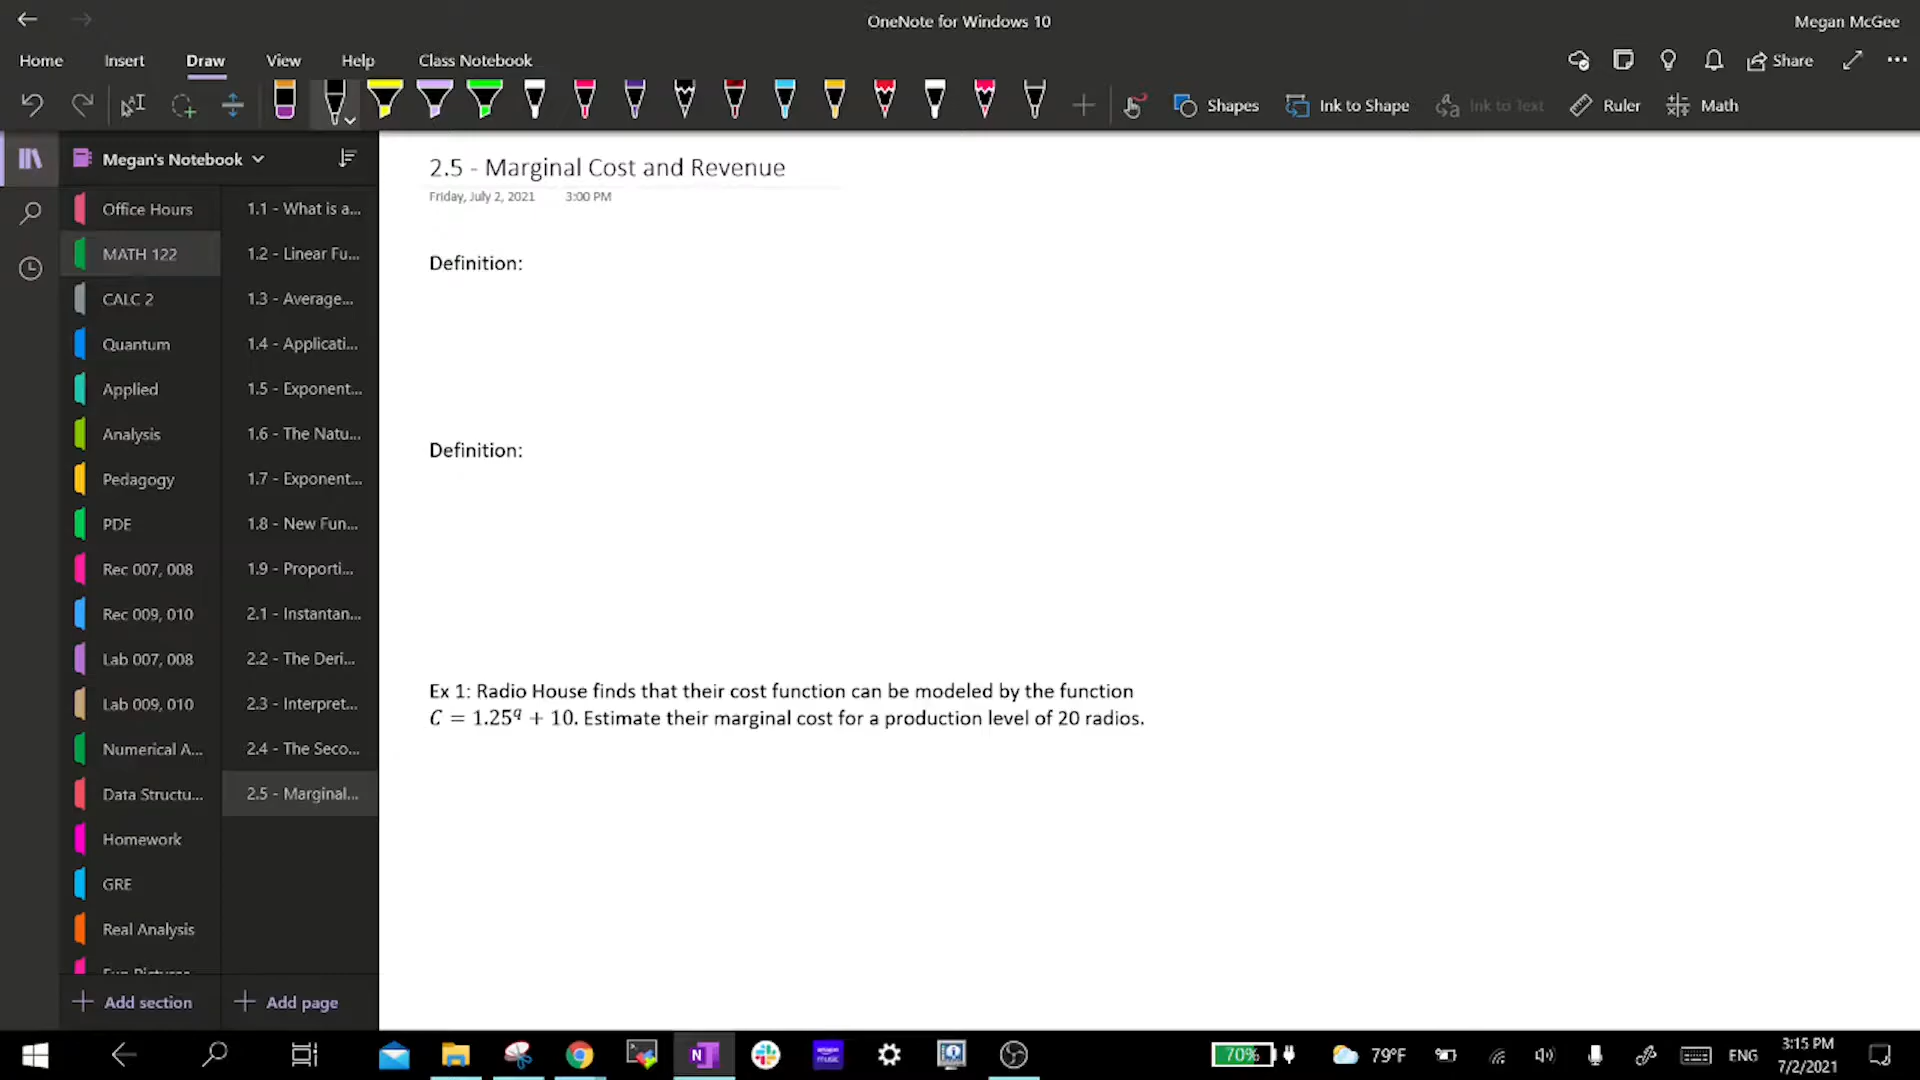 OneNote for Windows 10
Megan McGee
Home Insert Draw View Help Class Notebook
Share
Shapes Ink to Shape Ink to Text Ruler Math
Megan's Notebook
Office Hours
MATH 122
CALC 2
Quantum
Applied
Analysis
Pedagogy
PDE
Rec 007, 008
Rec 009, 010
Lab 007, 008
Lab 009, 010
Numerical A...
Data Structu...
Homework
GRE
Real Analysis
Add section
1.1 - What is a...
1.2 - Linear Fu...
1.3 - Average...
1.4 - Applicati...
1.5 - Exponent...
1.6 - The Natu...
1.7 - Exponent...
1.8 - New Fun...
1.9 - Proporti...
2.1 - Instantan...
2.2 - The Deri...
2.3 - Interpret...
2.4 - The Seco...
2.5 - Marginal...
Add page
2.5 - Marginal Cost and Revenue
Friday, July 2, 2021 3:00 PM
Definition:
Definition:
Ex 1: Radio House finds that their cost function can be modeled by the function
C = 1.25^q + 10. Estimate their marginal cost for a production level of 20 radios.
70% 79°F ENG
3:15 PM
7/2/2021